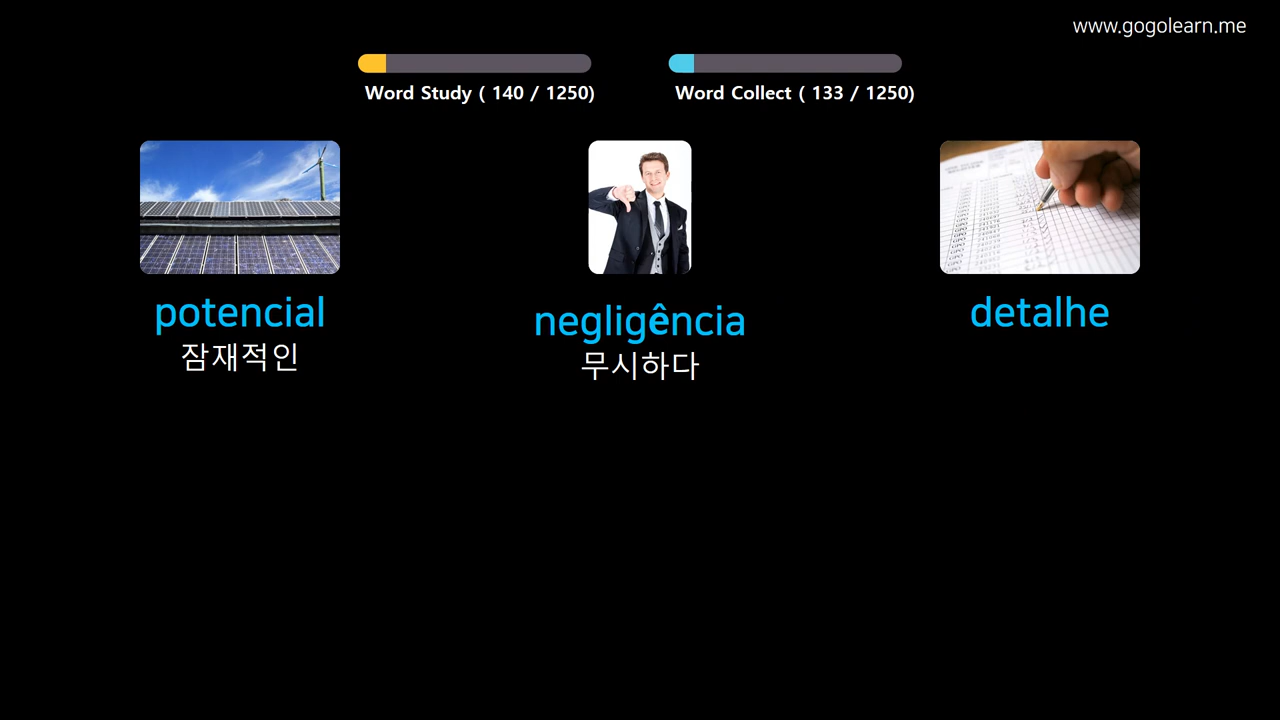 www.gogolearn.me
Word Study ( 140 / 1250)
Word Collect ( 133 / 1250)
potencial
잠재적인
negligência
무시하다
detalhe